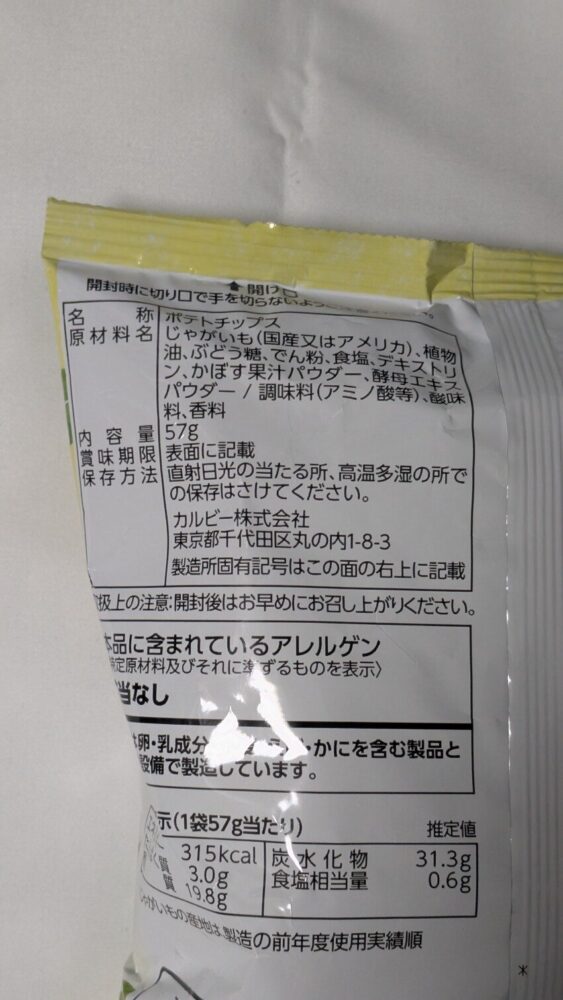 開け口
開封時に切り口で手を切らないよう
名称 ポテトチップス
原材料名 じゃがいも(国産又はアメリカ)、植物
油、ぶどう糖、でん粉、食塩、デキストリ
ン、かぼす果汁パウダー、酵母エキス
パウダー / 調味料(アミノ酸等)、酸味
料、香料
内容量 57g
賞味期限 表面に記載
保存方法 直射日光の当たる所、高温多湿の所で
の保存はさけてください。
カルビー株式会社
東京都千代田区丸の内1-8-3
製造所固有記号はこの面の右上に記載
扱上の注意:開封後はお早めにお召し上がりください。
本品に含まれているアレルゲン
定原材料及びそれに準ずるものを表示〉
当なし
卵・乳成分 ・かにを含む製品と
設備で製造しています。
示(1袋57g当たり) 推定値
315kcal 炭水化物 31.3g
質 3.0g 食塩相当量 0.6g
質 19.8g
じゃがいもの産地は、製造の前年度使用実績順